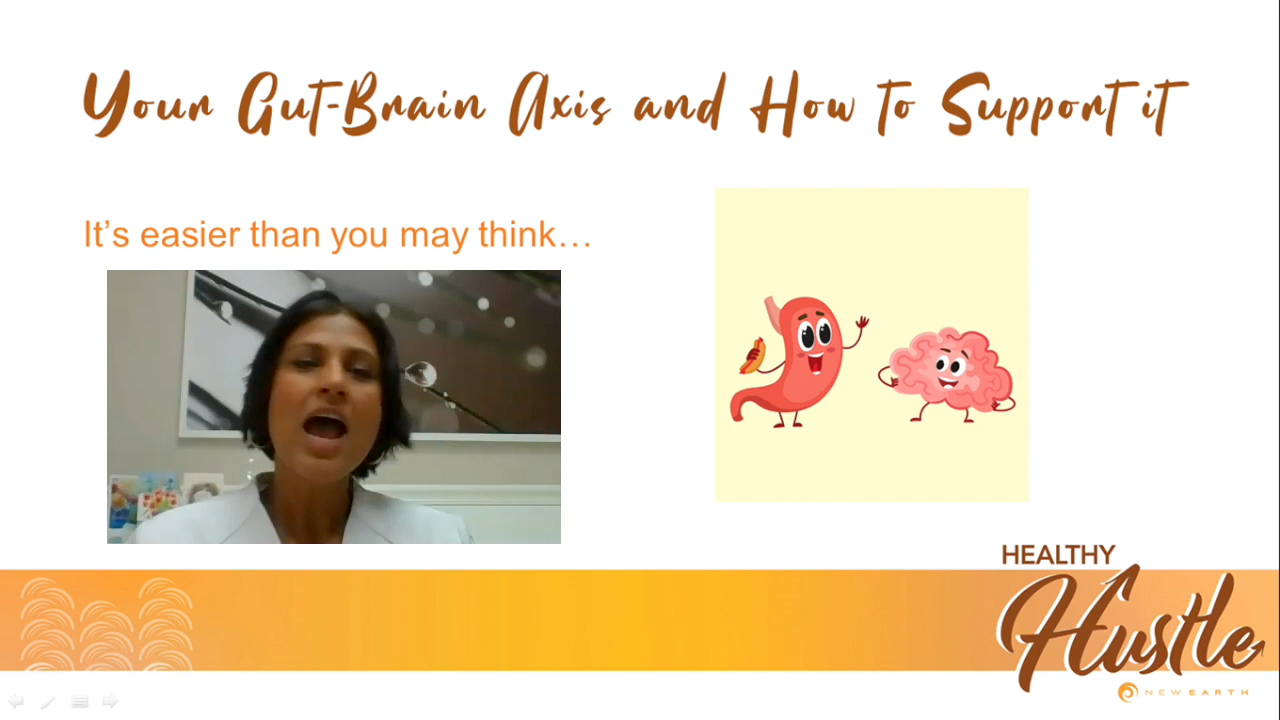 Your Gut-Brain Axis and How to Support it
It’s easier than you may think…
HEALTHY
Hustle
NEW EARTH